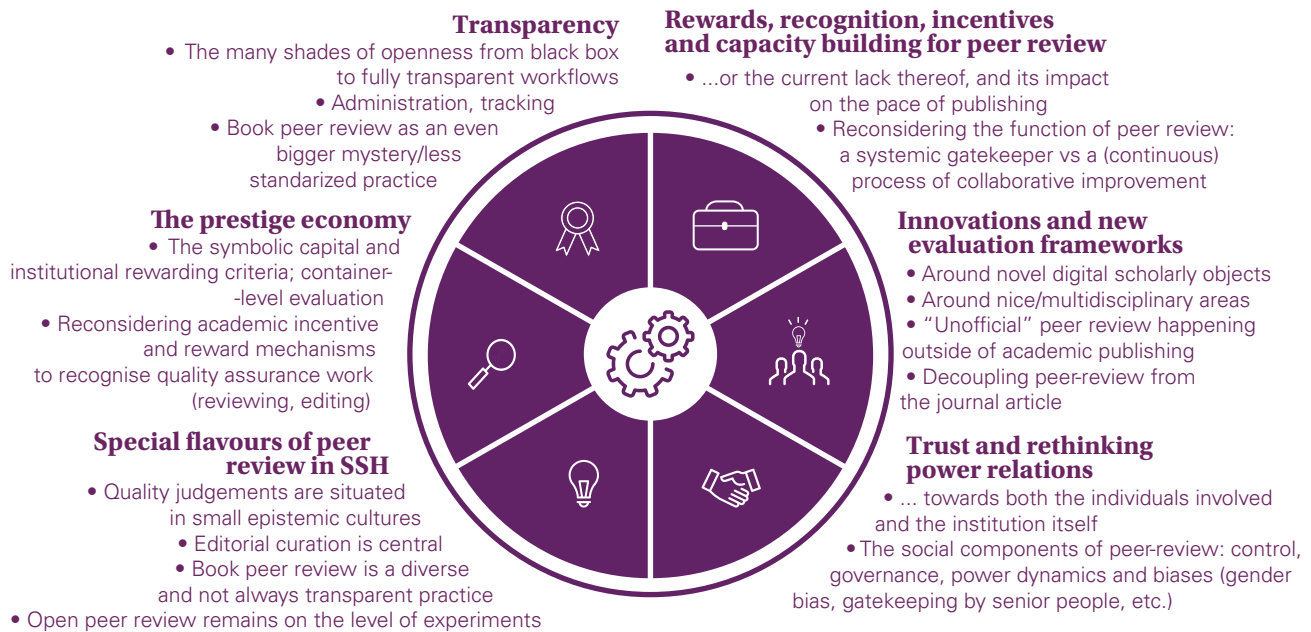 Transparency
• The many shades of openness from black box
to fully transparent workflows
• Administration, tracking
• Book peer review as an even
bigger mystery/less
standarized practice
The prestige economy
• The symbolic capital and
institutional rewarding criteria; container-
-level evaluation
• Reconsidering academic incentive
and reward mechanisms
to recognise quality assurance work
(reviewing, editing)
Special flavours of peer
review in SSH
• Quality judgements are situated
in small epistemic cultures
• Editorial curation is central
• Book peer review is a diverse
and not always transparent practice
• Open peer review remains on the level of experiments
Rewards, recognition, incentives
and capacity building for peer review
• ...or the current lack thereof, and its impact
on the pace of publishing
• Reconsidering the function of peer review:
a systemic gatekeeper vs a (continuous)
process of collaborative improvement
Innovations and new
evaluation frameworks
• Around novel digital scholarly objects
• Around nice/multidisciplinary areas
• “Unofficial” peer review happening
outside of academic publishing
• Decoupling peer-review from
the journal article
Trust and rethinking
power relations
• ... towards both the individuals involved
and the institution itself
• The social components of peer-review: control,
governance, power dynamics and biases (gender
bias, gatekeeping by senior people, etc.)